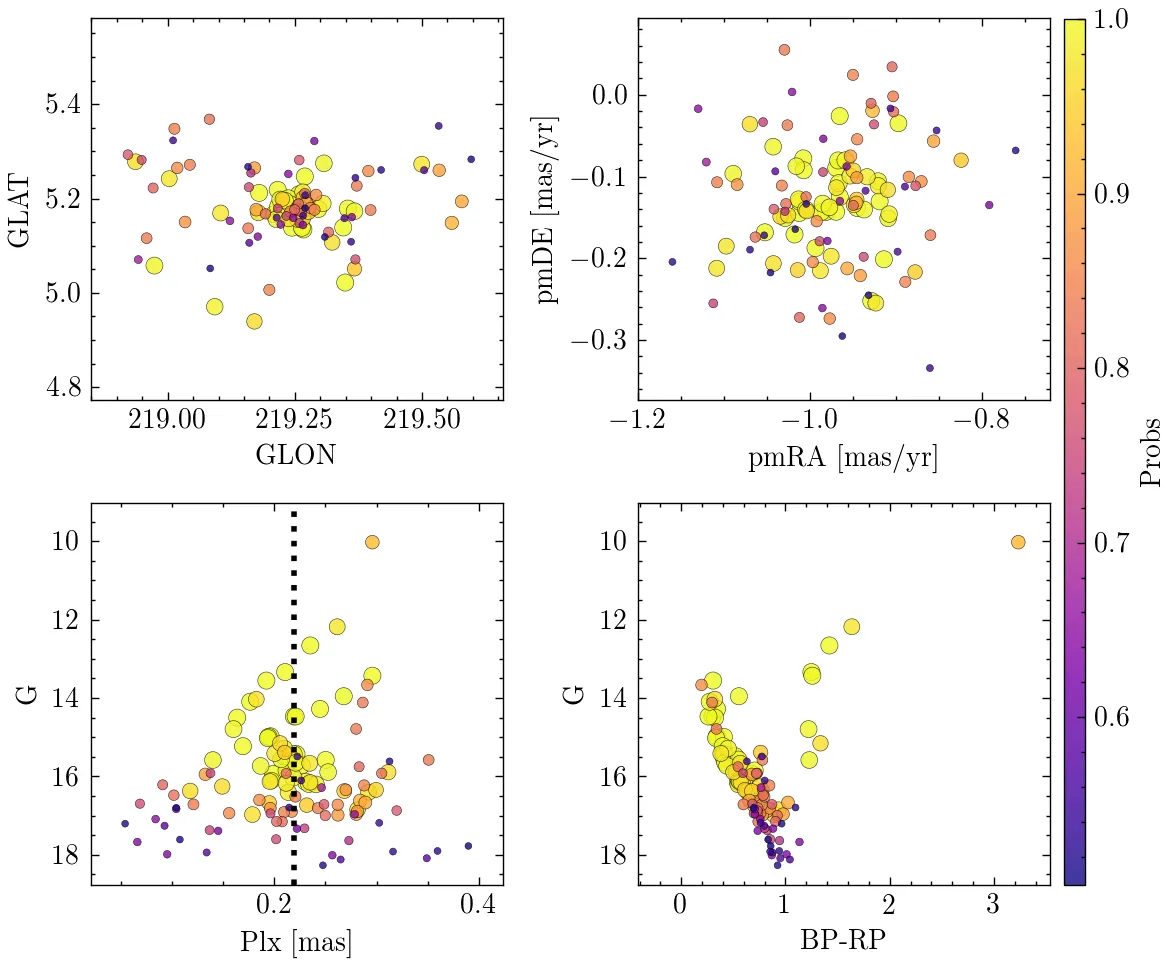 5.4
5.2
5.0
4.8
GLAT
219.00 219.25 219.50
GLON
0.0
−0.1
−0.2
−0.3
pmDE [mas/yr]
−1.2 −1.0 −0.8
pmRA [mas/yr]
1.0
0.9
0.8
0.7
0.6
Probs
10
12
14
16
18
G
0.2 0.4
Plx [mas]
10
12
14
16
18
G
0 1 2 3
BP-RP